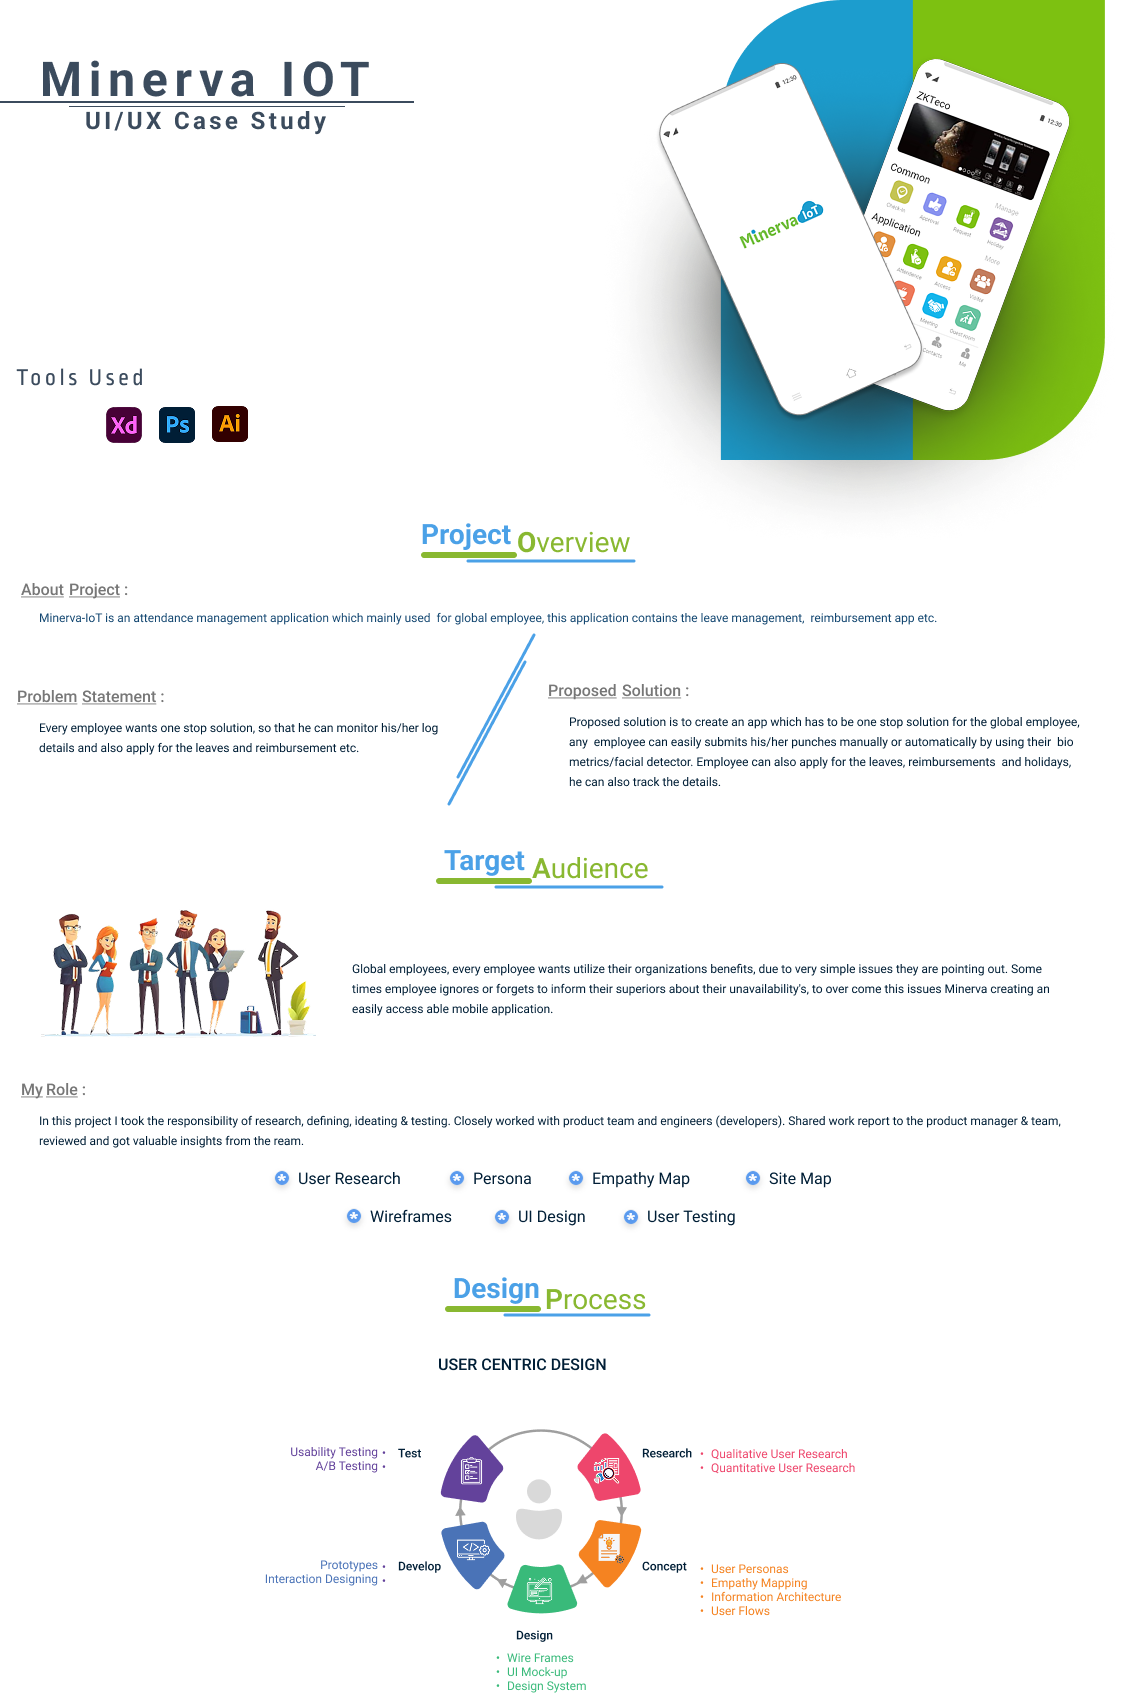 Minerva IOT
UI/UX Case Study
12:30
12:30
ZKTeco
Common
Manage
Check-in
Approve
Request
Holiday
Application
More
Attendance
Access
Visitor
Meeting
Guest room
Contacts
Me
Minerva IoT
Tools Used
Xd
Ps
Ai
Project Overview
About Project :
Minerva-IoT is an attendance management application which mainly used  for global employee, this application contains the leave management,  reimbursement app etc.
Problem Statement :
Every employee wants one stop solution, so that he can monitor his/her log
details and also apply for the leaves and reimbursement etc.
Proposed Solution :
Proposed solution is to create an app which has to be one stop solution for the global employee,
any  employee can easily submits his/her punches manually or automatically by using their  bio
metrics/facial detector. Employee can also apply for the leaves, reimbursements  and holidays,
he can also track the details.
Target Audience
Global employees, every employee wants utilize their organizations benefits, due to very simple issues they are pointing out. Some
times employee ignores or forgets to inform their superiors about their unavailability's, to over come this issues Minerva creating an
easily access able mobile application.
My Role :
In this project I took the responsibility of research, defining, ideating & testing. Closely worked with product team and engineers (developers). Shared work report to the product manager & team,
reviewed and got valuable insights from the ream.
User Research
Persona
Empathy Map
Site Map
Wireframes
UI Design
User Testing
Design Process
USER CENTRIC DESIGN
Test
Usability Testing •
A/B Testing •
Research
• Qualitative User Research
• Quantitative User Research
Develop
Prototypes •
Interaction Designing •
Concept
• User Personas
• Empathy Mapping
• Information Architecture
• User Flows
Design
• Wire Frames
• UI Mock-up
• Design System